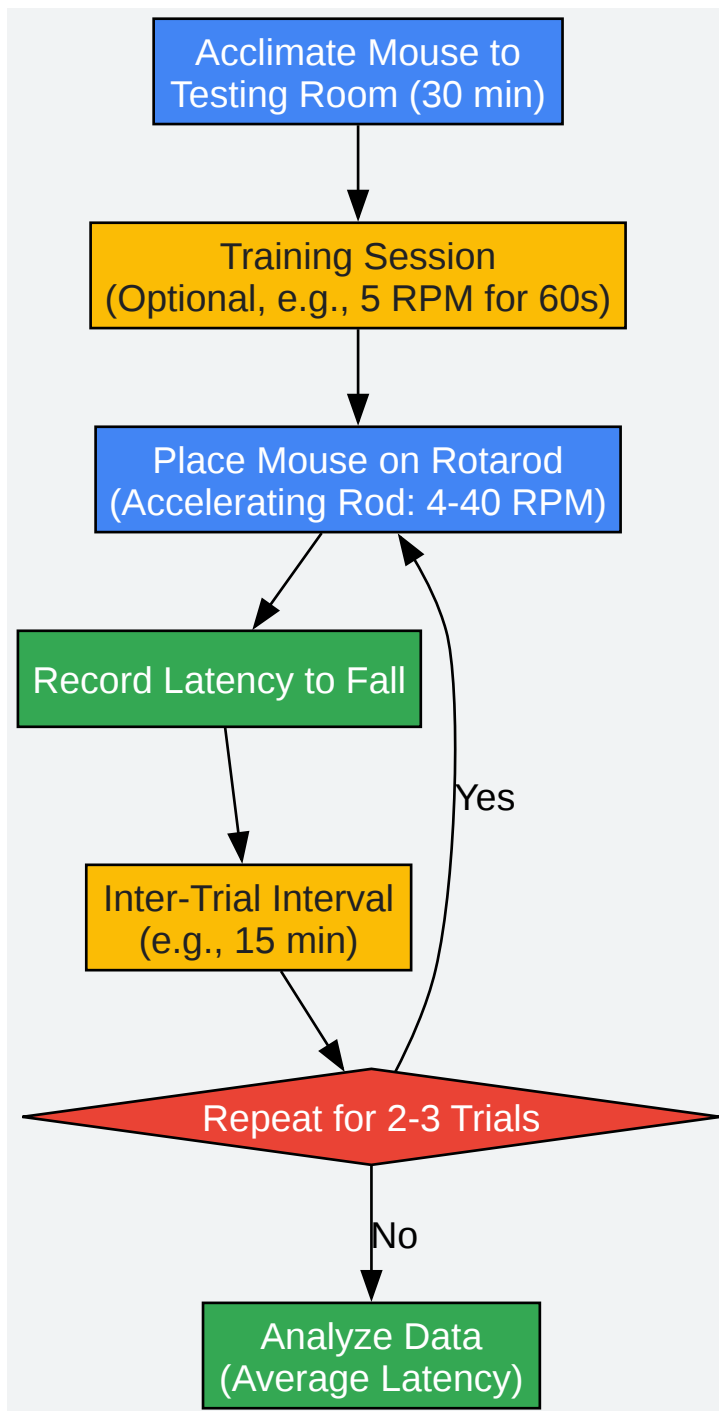 Acclimate Mouse to
Testing Room (30 min)
Training Session
(Optional, e.g., 5 RPM for 60s)
Place Mouse on Rotarod
(Accelerating Rod: 4-40 RPM)
Record Latency to Fall
Yes
Inter-Trial Interval
(e.g., 15 min)
Repeat for 2-3 Trials
No
Analyze Data
(Average Latency)